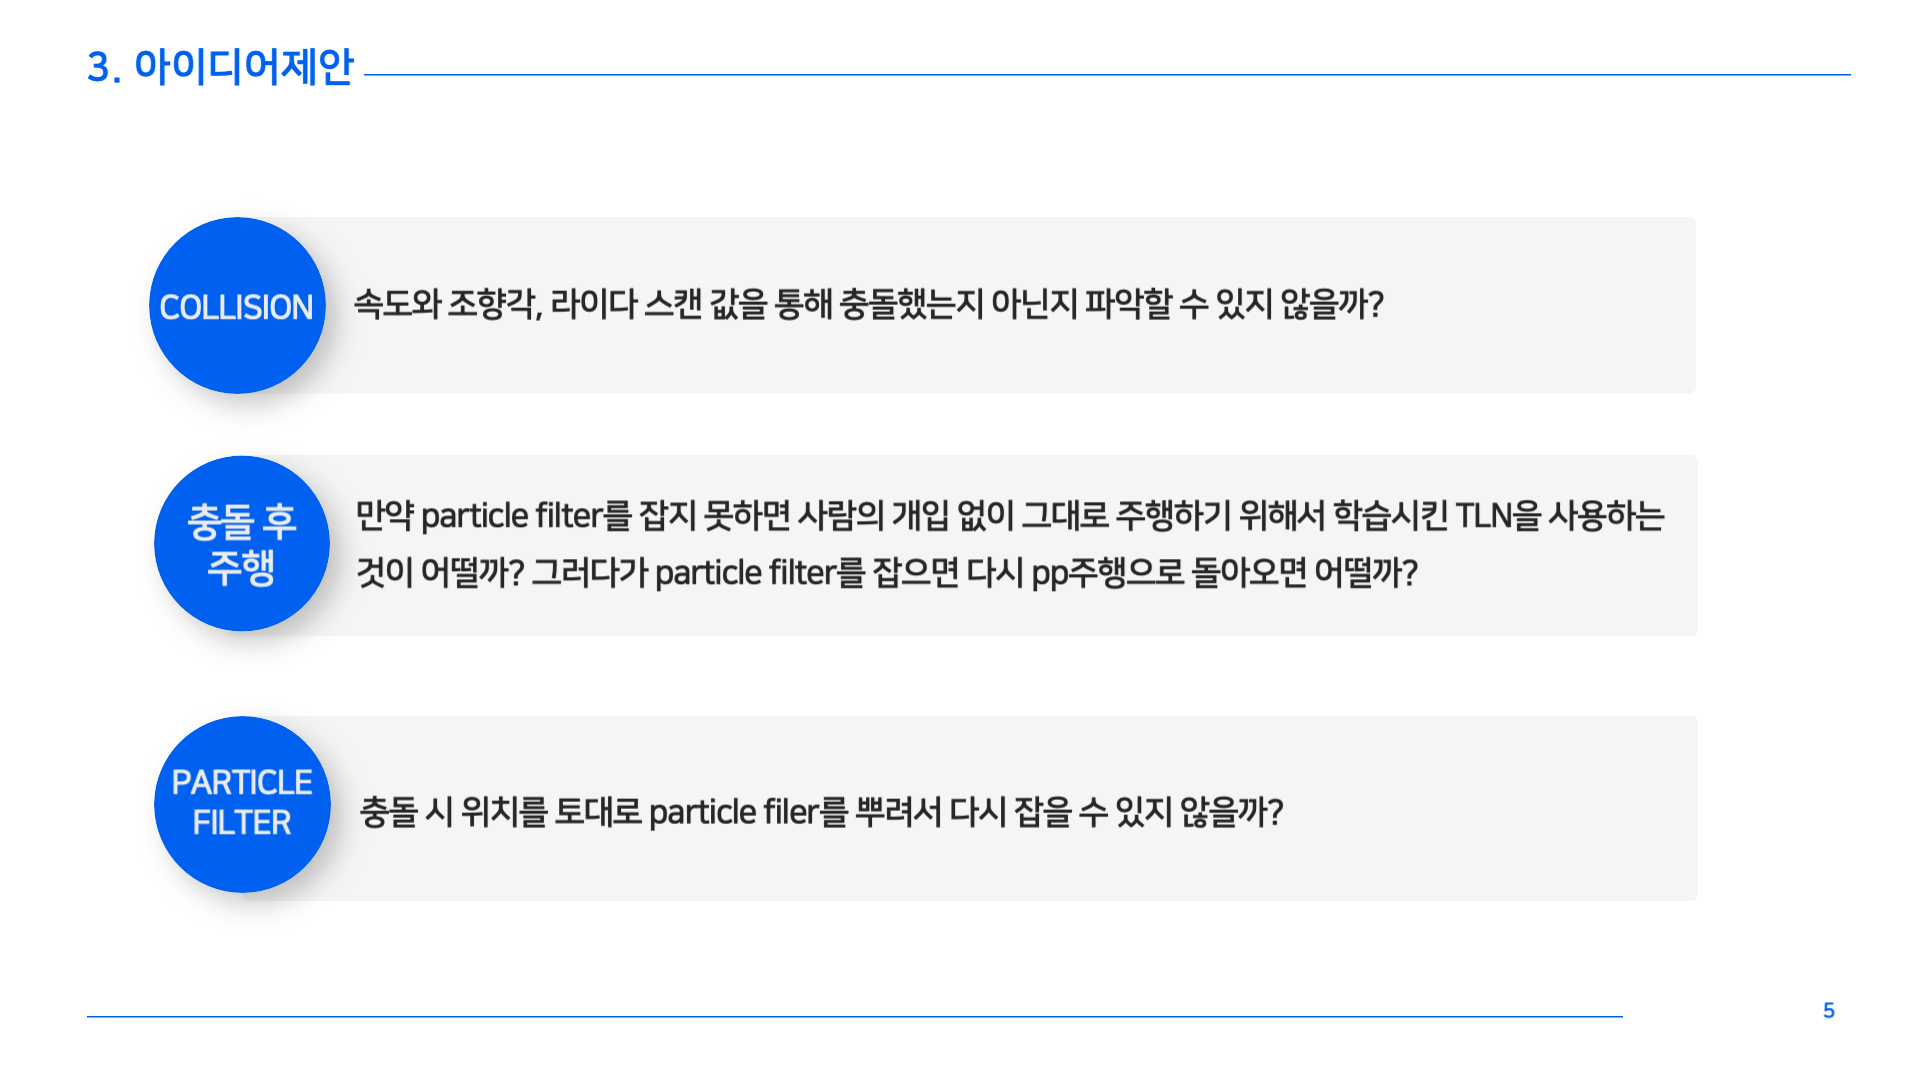 3. 아이디어제안
COLLISION
속도와 조향각, 라이다 스캔 값을 통해 충돌했는지 아닌지 파악할 수 있지 않을까?
충돌 후
주행
만약 particle filter를 잡지 못하면 사람의 개입 없이 그대로 주행하기 위해서 학습시킨 TLN을 사용하는
것이 어떨까? 그러다가 particle filter를 잡으면 다시 pp주행으로 돌아오면 어떨까?
PARTICLE
FILTER
충돌 시 위치를 토대로 particle filer를 뿌려서 다시 잡을 수 있지 않을까?
5